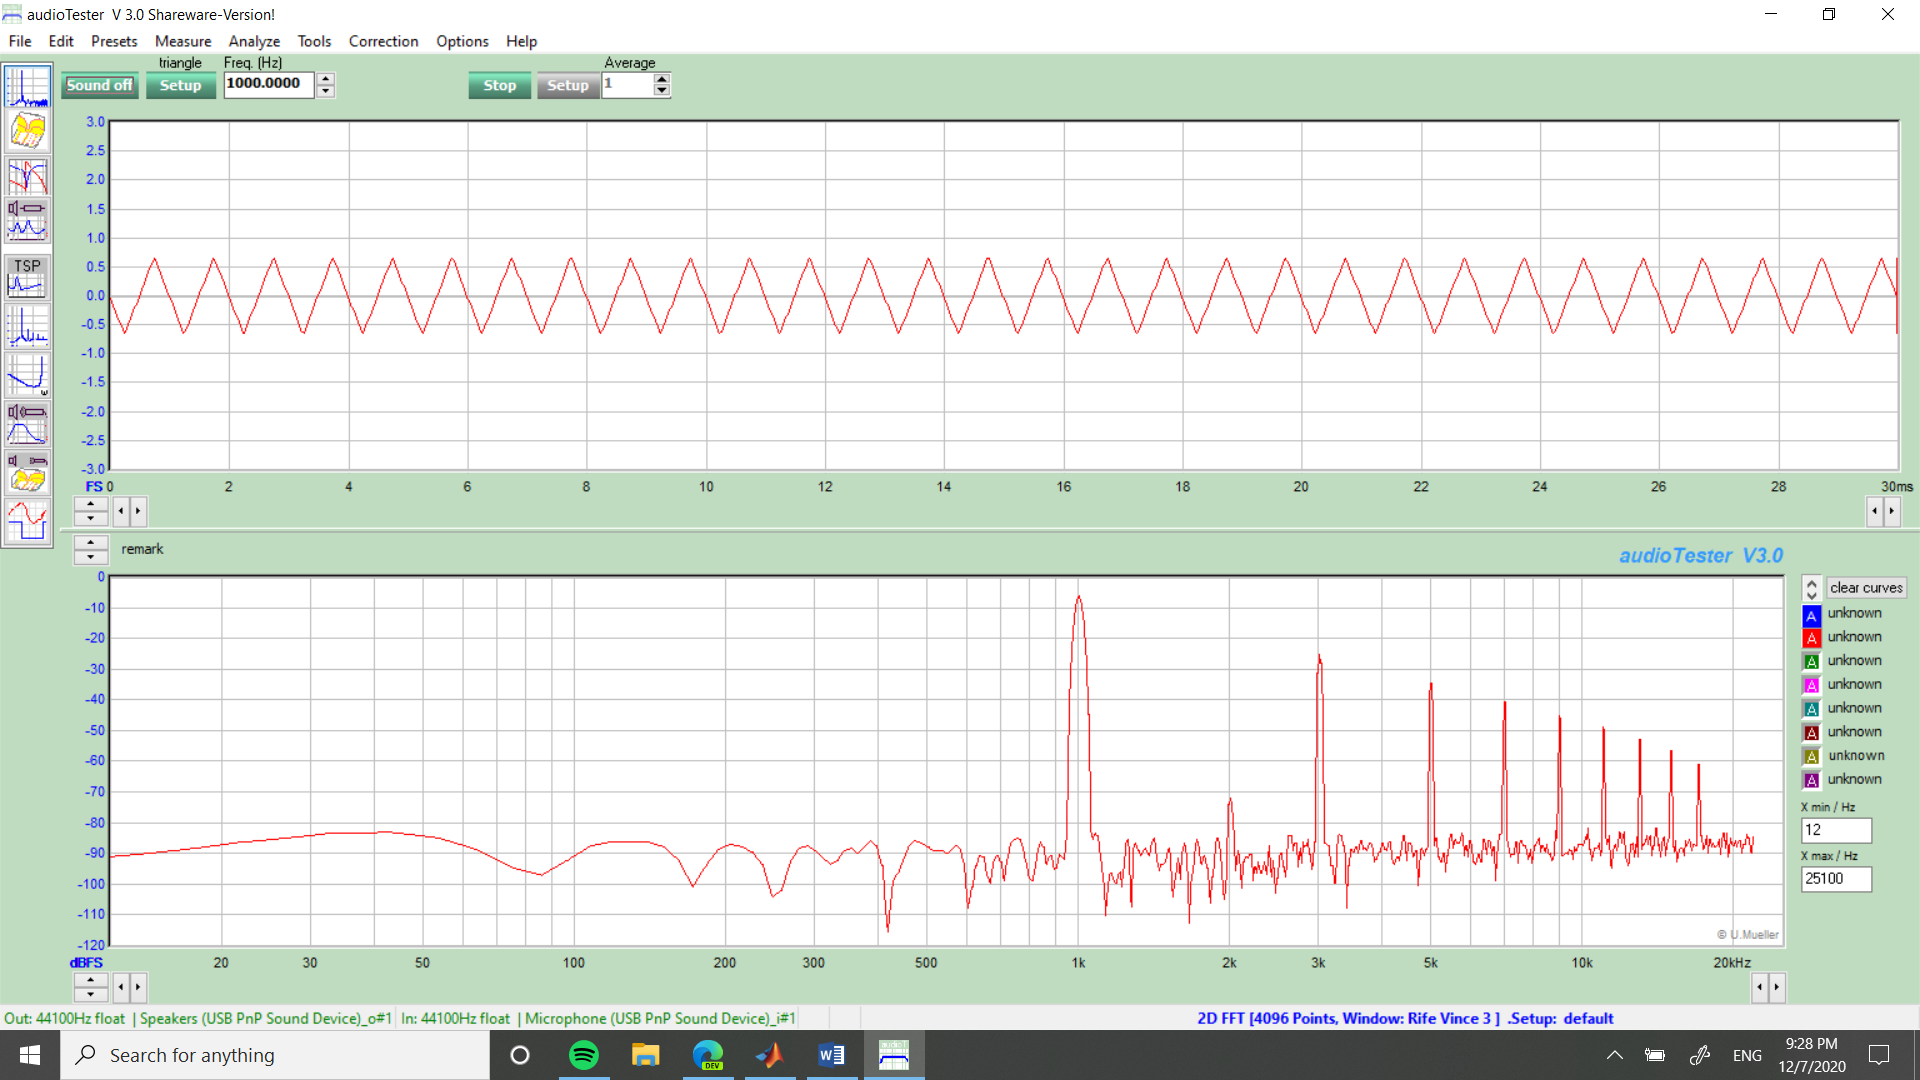 audioTester V 3.0 Shareware-Version!
File Edit Presets Measure Analyze Tools Correction Options Help
triangle Freq. (Hz) Average
Sound off Setup 1000.0000 Stop Setup 1
3.0
2.5
2.0
1.5
1.0
0.5
0.0
-0.5
-1.0
-1.5
-2.0
-2.5
-3.0
FS 0 2 4 6 8 10 12 14 16 18 20 22 24 26 28 30ms
TSP
w
remark
audioTester V3.0
0
-10
-20
-30
-40
-50
-60
-70
-80
-90
-100
-110
-120
dBFS 20 30 50 100 200 300 500 1k 2k 3k 5k 10k 20kHz
© U.Mueller
clear curves
A unknown
A unknown
A unknown
A unknown
A unknown
A unknown
A unknown
A unknown
X min / Hz
12
X max / Hz
25100
Out: 44100Hz float | Speakers (USB PnP Sound Device)_o#1 In: 44100Hz float | Microphone (USB PnP Sound Device)_i#1
2D FFT [4096 Points, Window: Rife Vince 3 ] .Setup: default
Search for anything
DEV
ENG
9:28 PM
12/7/2020